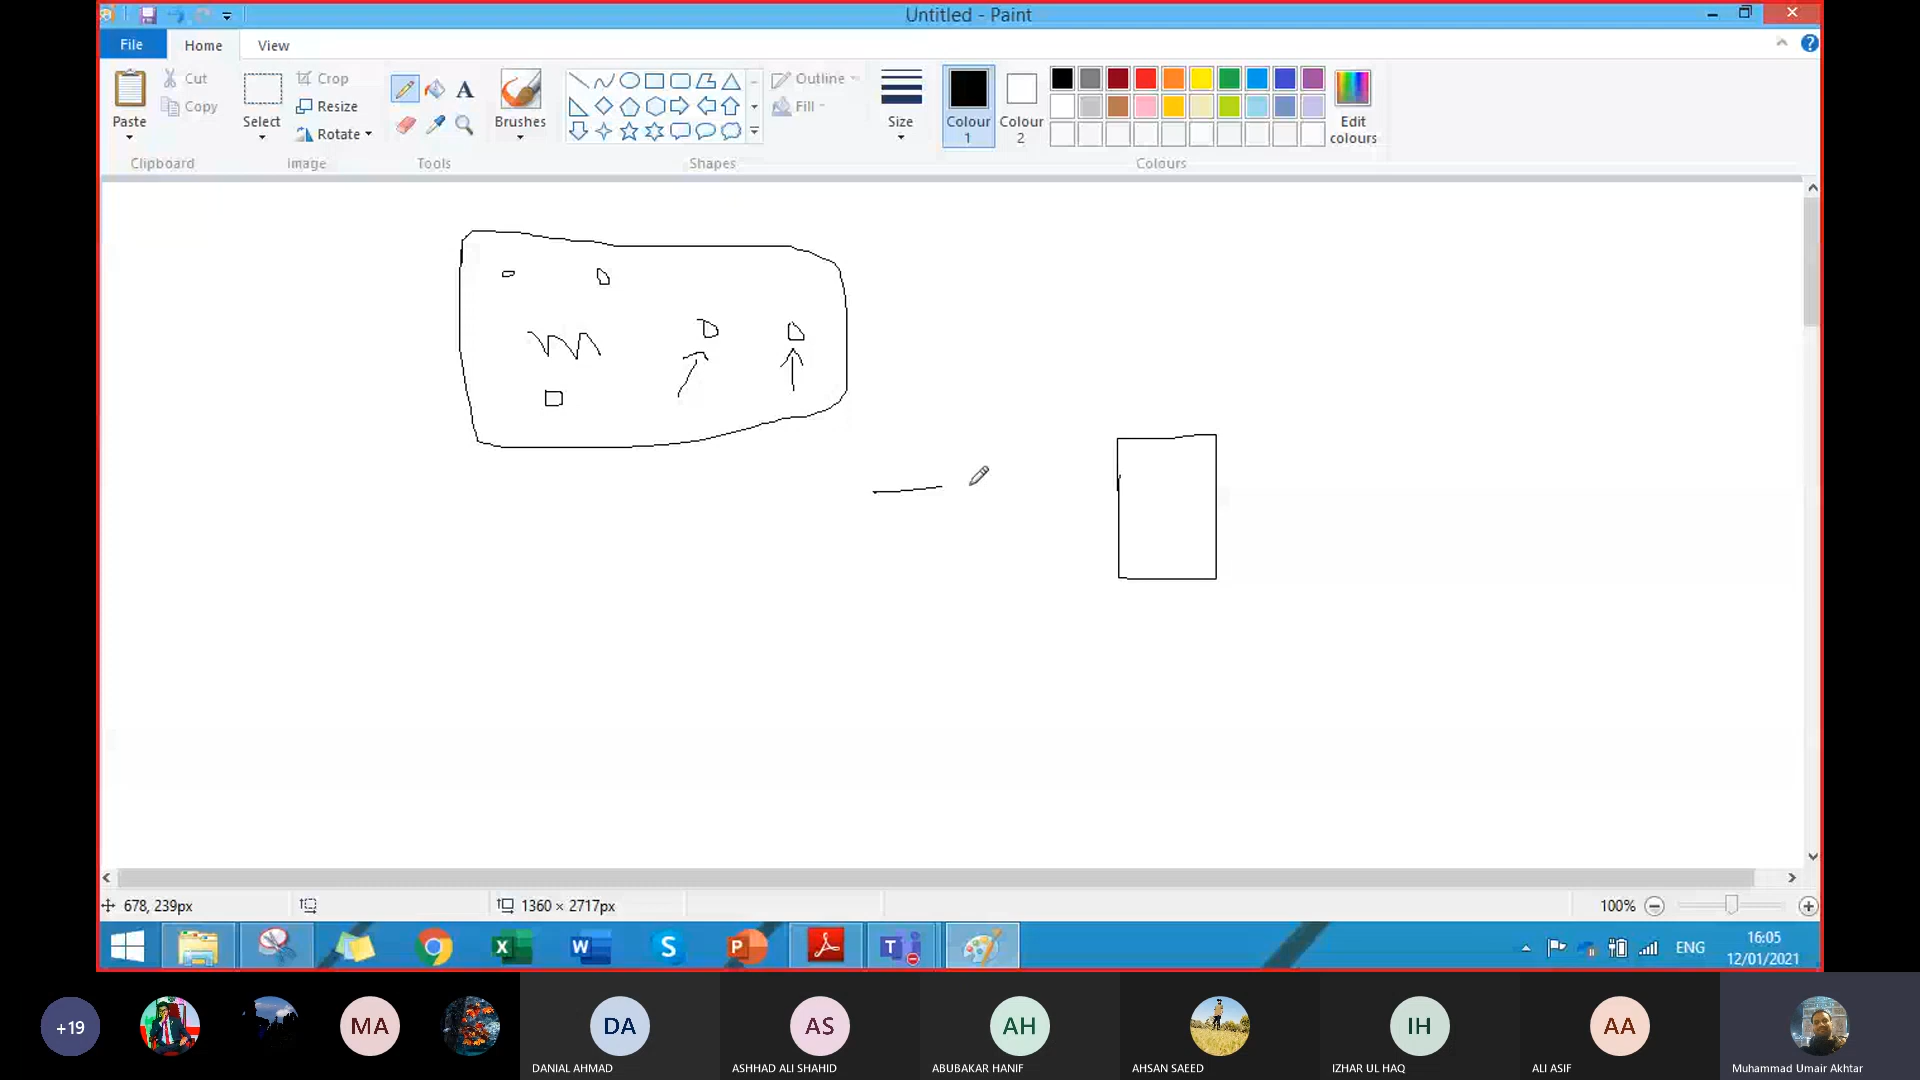 Untitled - Paint
File Home View
Paste
Cut
Copy
Clipboard
Select
Crop
Resize
Rotate
Image
A
Tools
Brushes
Shapes
Outline
Fill
Size
Colour 1
Colour 2
Edit colours
Colours
678, 239px
1360 × 2717px
100%
ENG
16:05
12/01/2021
+19
MA
DA
DANIAL AHMAD
AS
ASHHAD ALI SHAHID
AH
ABUBAKAR HANIF
AHSAN SAEED
IH
IZHAR UL HAQ
AA
ALI ASIF
Muhammad Umair Akhtar